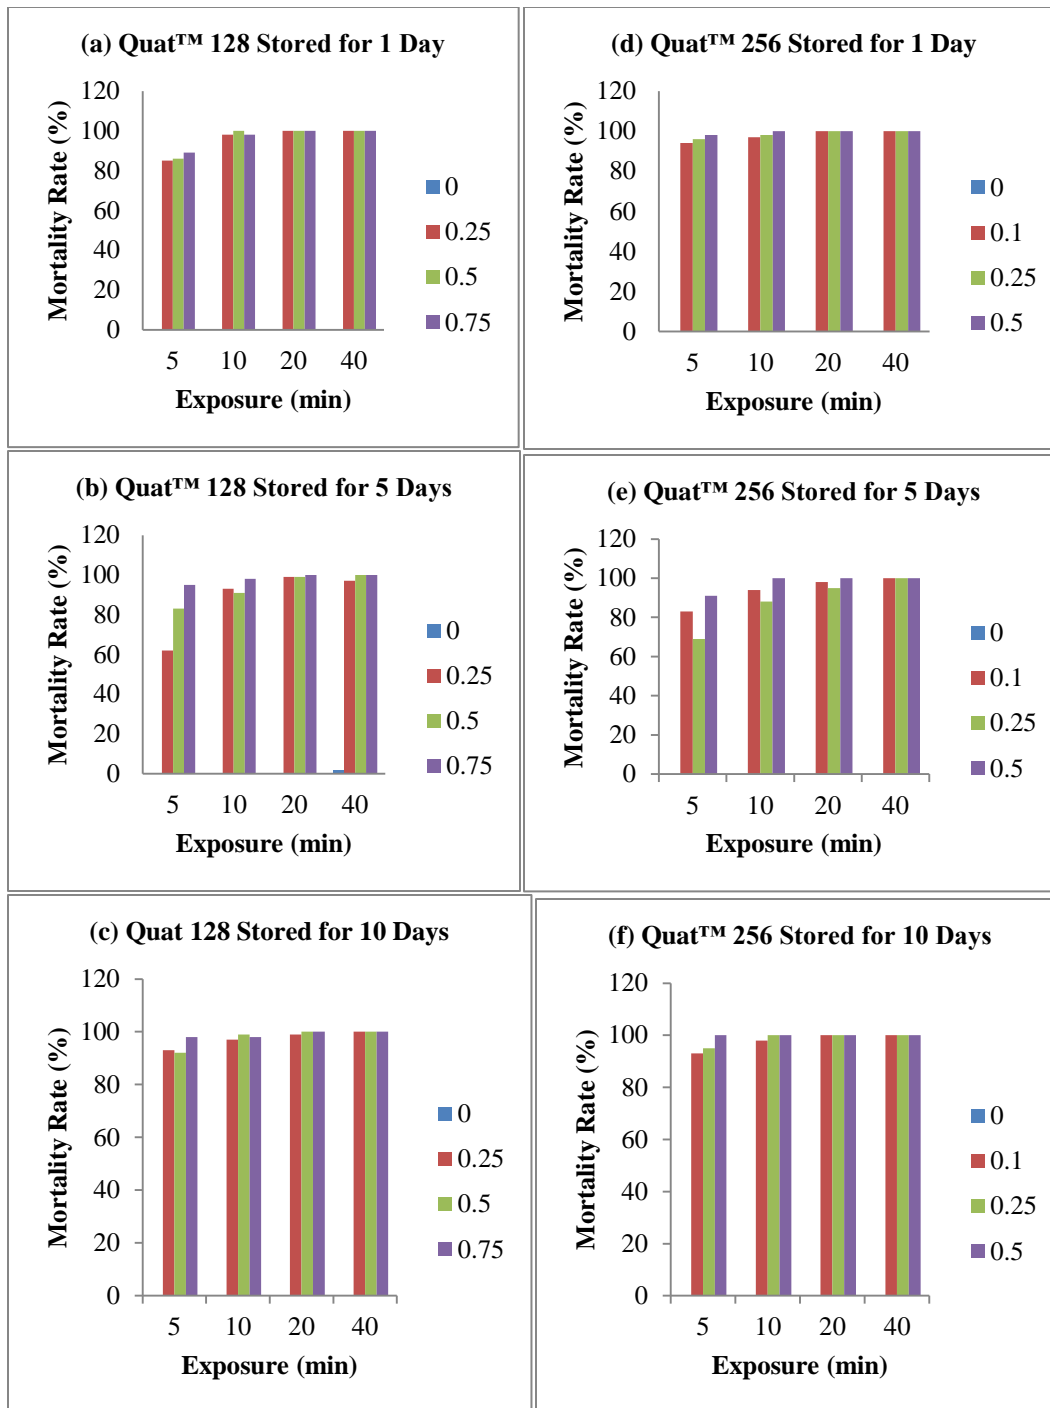 (a) Quat™ 128 Stored for 1 Day
Mortality Rate (%)
120
100
80
60
40
20
0
5 10 20 40
Exposure (min)
0
0.25
0.5
0.75
(d) Quat™ 256 Stored for 1 Day
Mortality Rate (%)
120
100
80
60
40
20
0
5 10 20 40
Exposure (min)
0
0.1
0.25
0.5
(b) Quat™ 128 Stored for 5 Days
Mortality Rate (%)
120
100
80
60
40
20
0
5 10 20 40
Exposure (min)
0
0.25
0.5
0.75
(e) Quat™ 256 Stored for 5 Days
Mortality Rate (%)
120
100
80
60
40
20
0
5 10 20 40
Exposure (min)
0
0.1
0.25
0.5
(c) Quat 128 Stored for 10 Days
Mortality Rate (%)
120
100
80
60
40
20
0
5 10 20 40
Exposure (min)
0
0.25
0.5
0.75
(f) Quat™ 256 Stored for 10 Days
Mortality Rate (%)
120
100
80
60
40
20
0
5 10 20 40
Exposure (min)
0
0.1
0.25
0.5